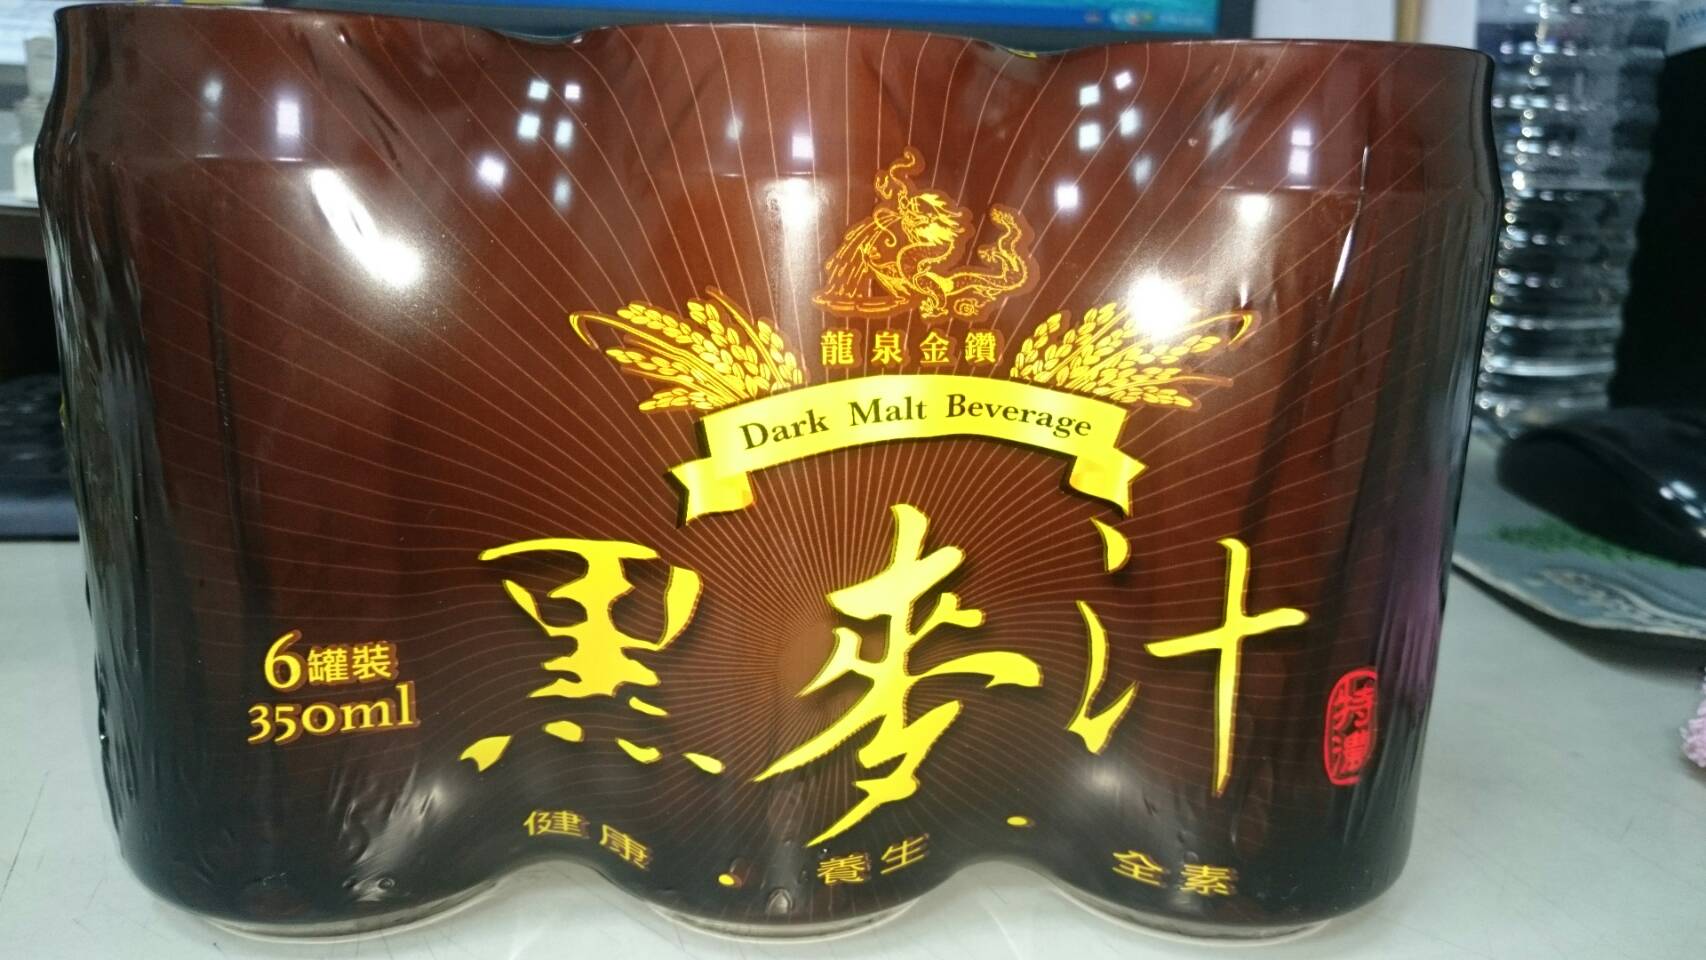 龍泉金鑽
Dark Malt Beverage
黑麥汁
6罐裝
350ml
特濃
健康・養生・全素